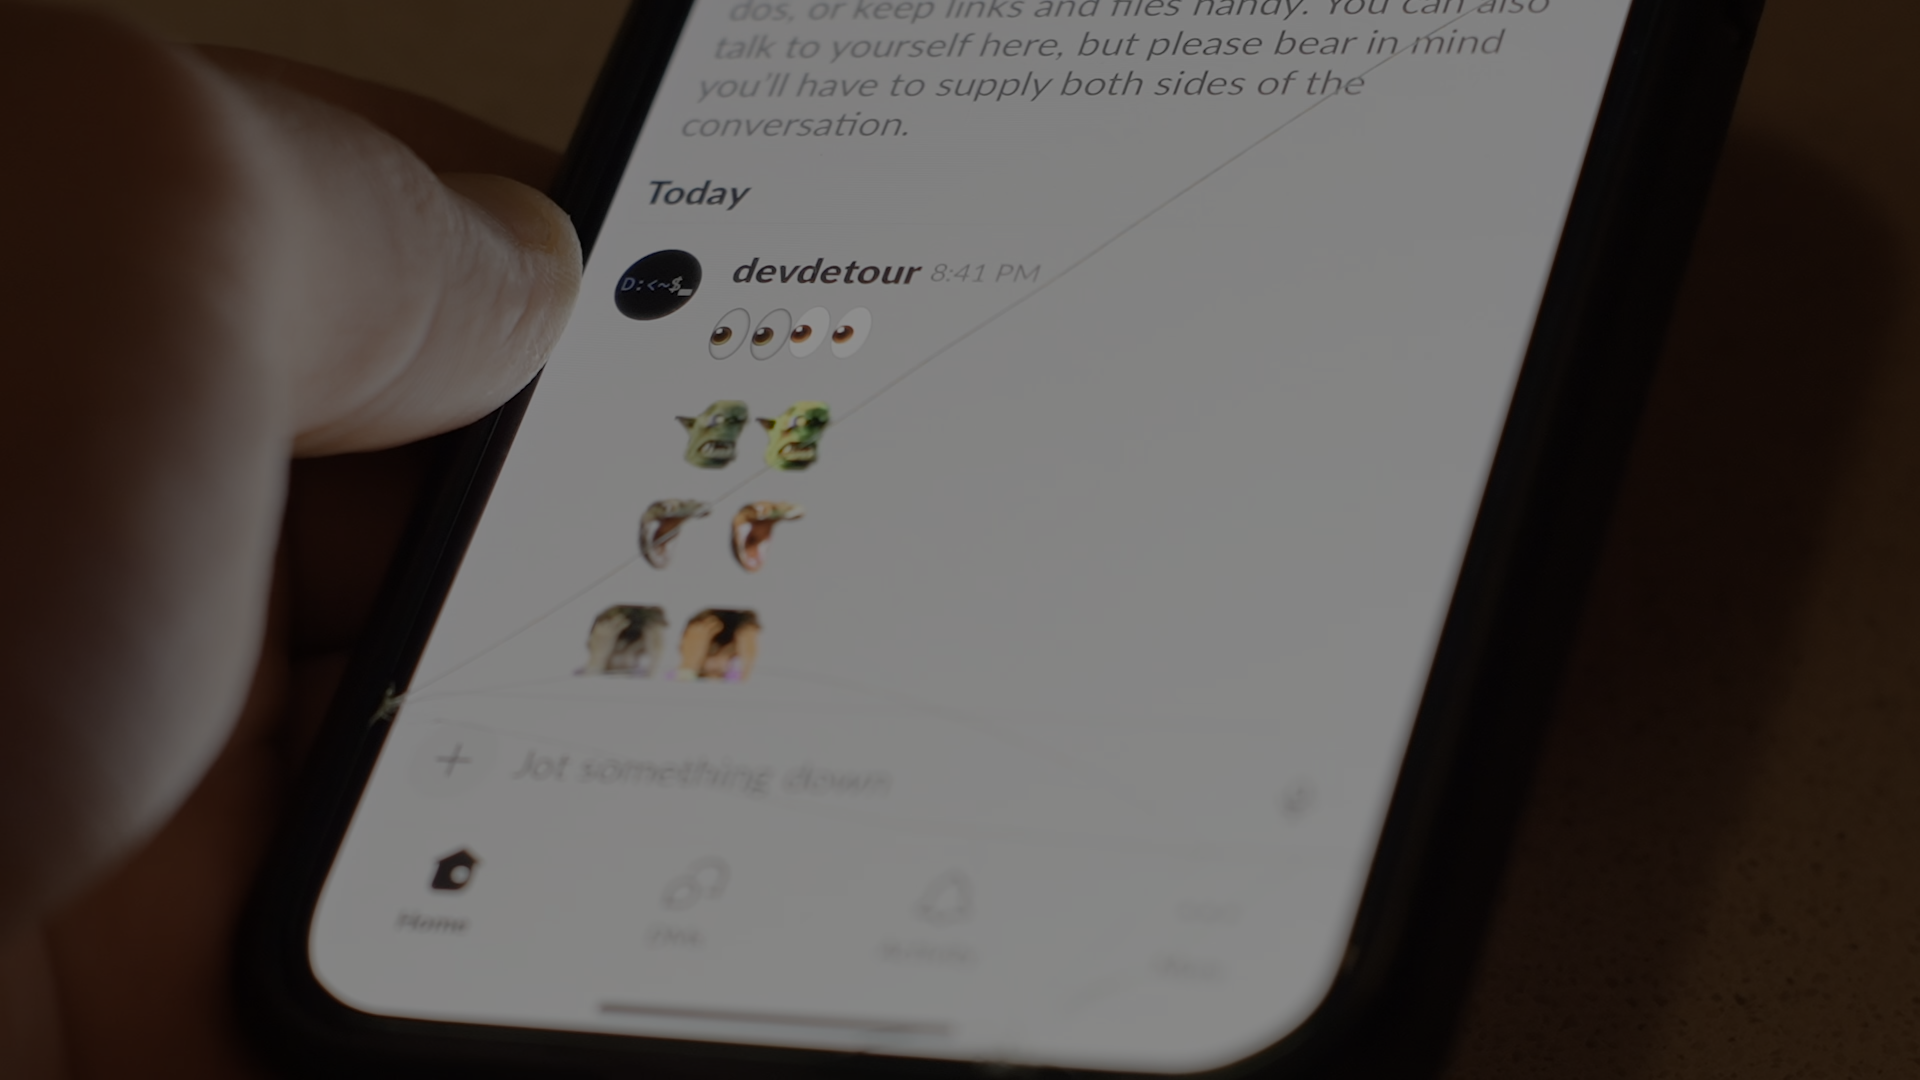 dos, or keep links and files handy. You can also
talk to yourself here, but please bear in mind
you'll have to supply both sides of the
conversation.
Today
devdetour 8:41 PM
D:<~$_
Jot something down
Home
DMs